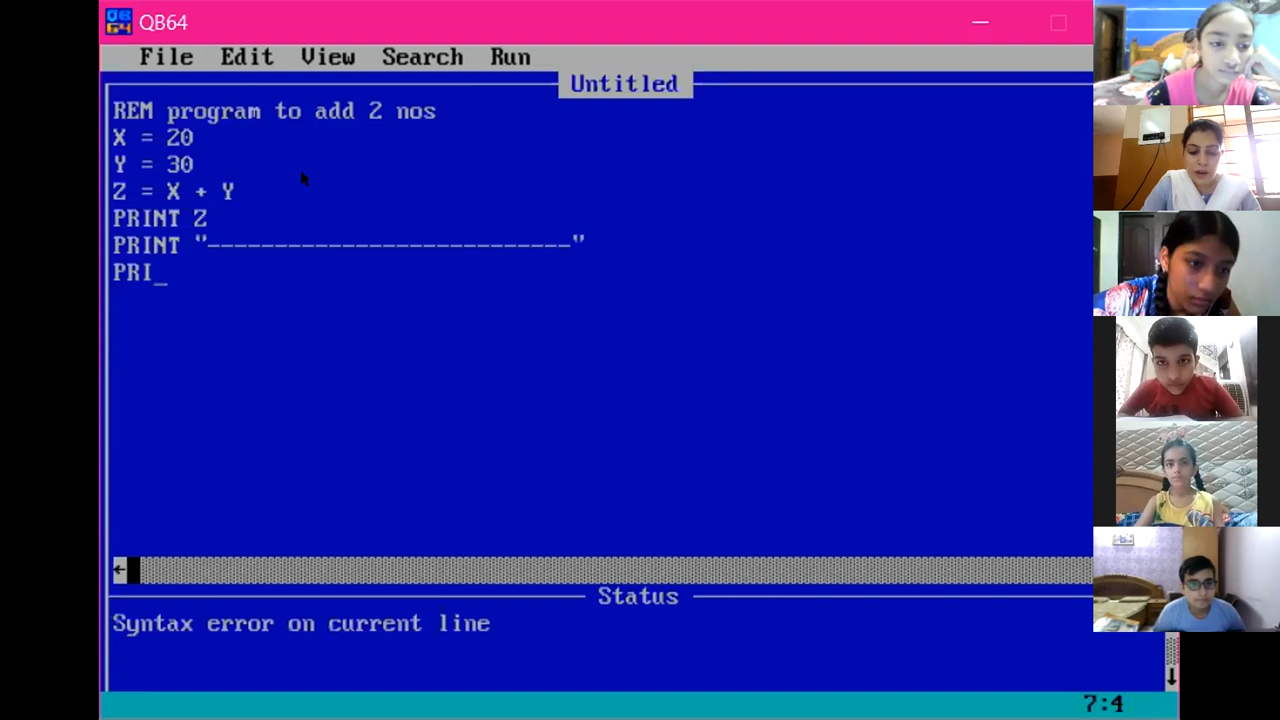 QB64
File Edit View Search Run
Untitled
REM program to add 2 nos
X = 20
Y = 30
Z = X + Y
PRINT Z
PRINT "---------------------------"
PRI_
Status
Syntax error on current line
7:4